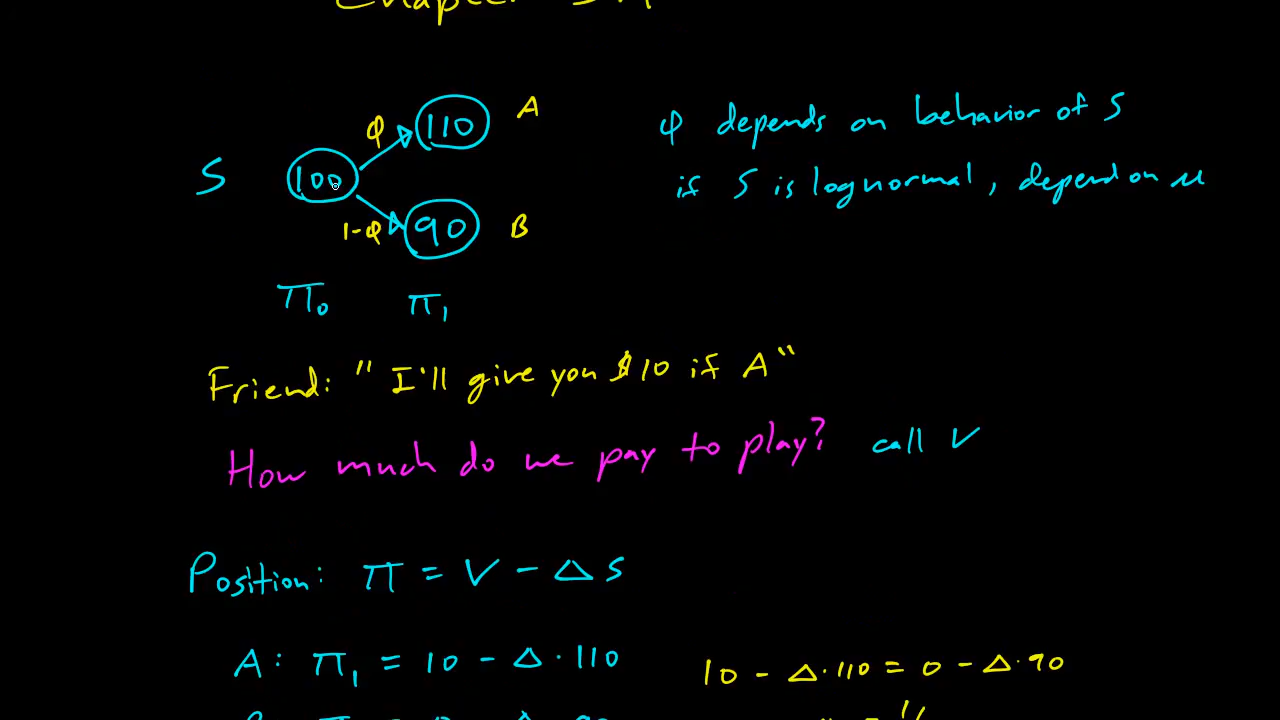 110 A
φ
S 100
1-φ 90 B
φ depends on behavior of S
if S is lognormal, depend on μ
Π₀ Π₁
Friend: "I'll give you $10 if A"
How much do we pay to play? call V
Position: Π = V - Δ S
A: Π₁ = 10 - Δ·110
10 - Δ·110 = 0 - Δ·90